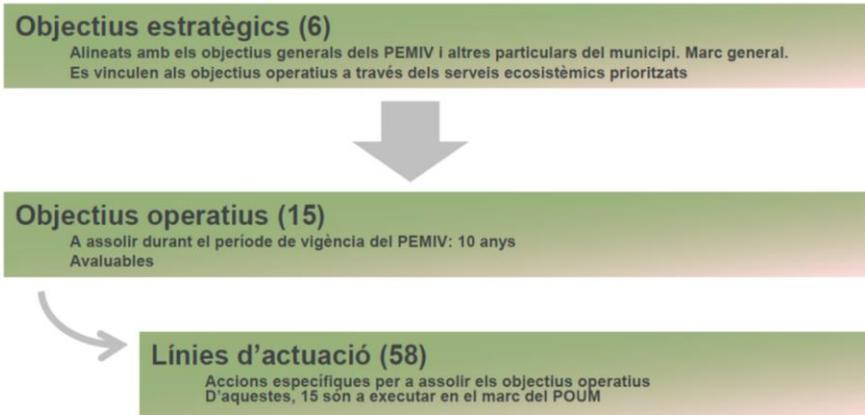 Objectius estratègics (6)
Alineats amb els objectius generals dels PEMIV i altres particulars del municipi. Marc general.
Es vinculen als objectius operatius a través dels serveis ecosistèmics prioritzats
Objectius operatius (15)
A assolir durant el període de vigència del PEMIV: 10 anys
Avaluables
Línies d’actuació (58)
Accions específiques per a assolir els objectius operatius
D’aquestes, 15 són a executar en el marc del POUM